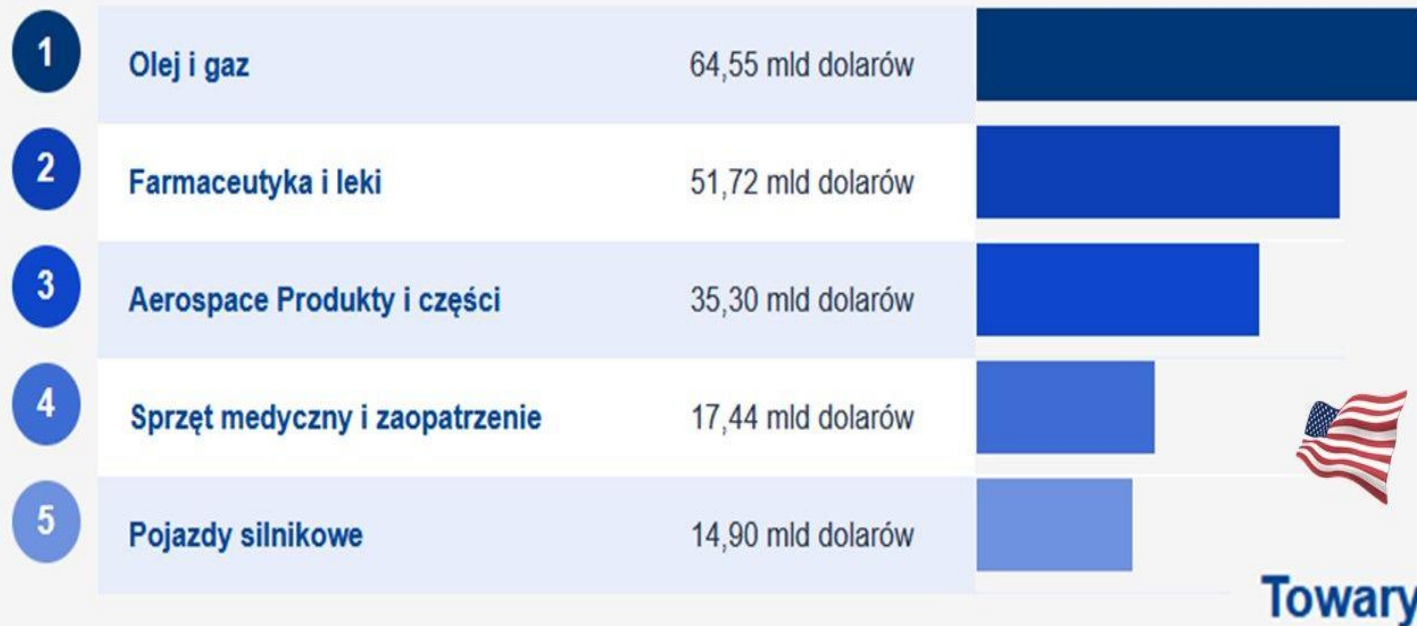 1 Olej i gaz 64,55 mld dolarów
2 Farmaceutyka i leki 51,72 mld dolarów
3 Aerospace Produkty i części 35,30 mld dolarów
4 Sprzęt medyczny i zaopatrzenie 17,44 mld dolarów
5 Pojazdy silnikowe 14,90 mld dolarów
Towary